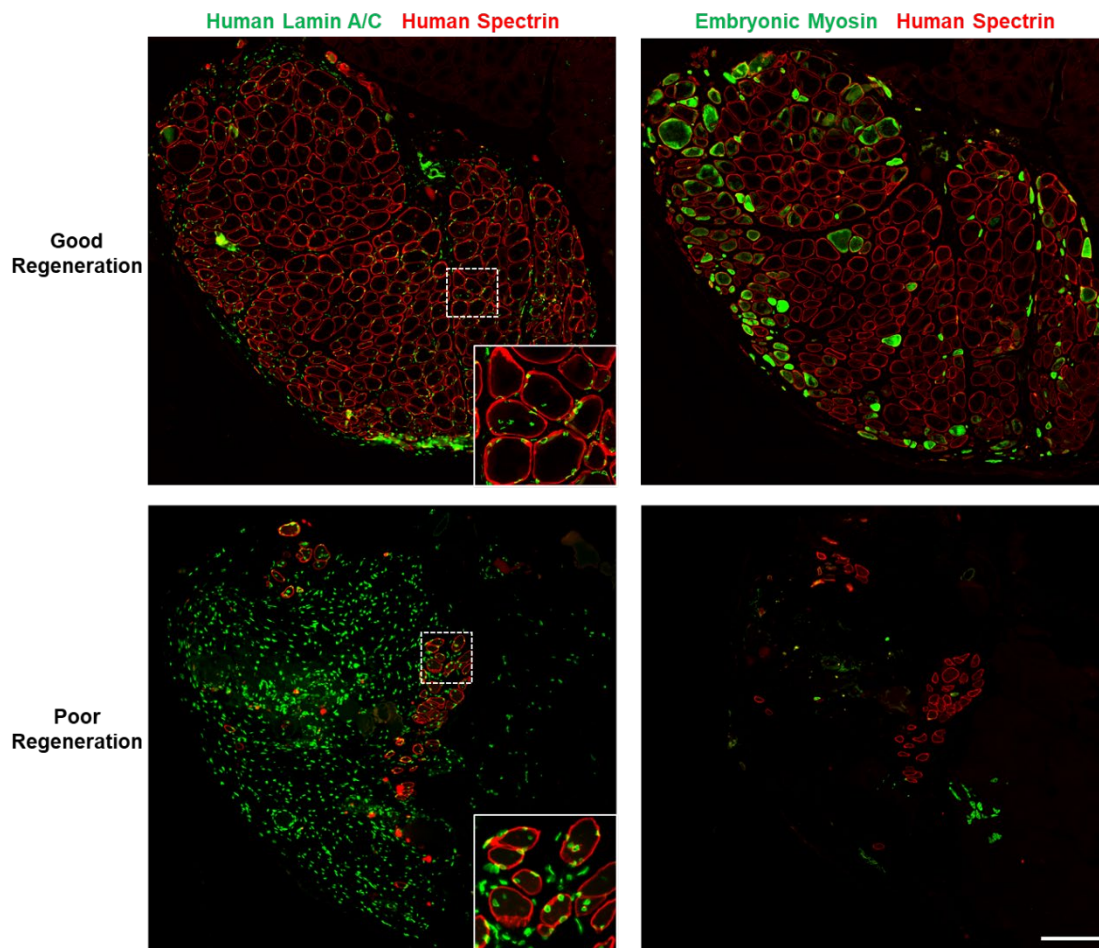 Human Lamin A/C Human Spectrin
Embryonic Myosin Human Spectrin
Good
Regeneration
Poor
Regeneration